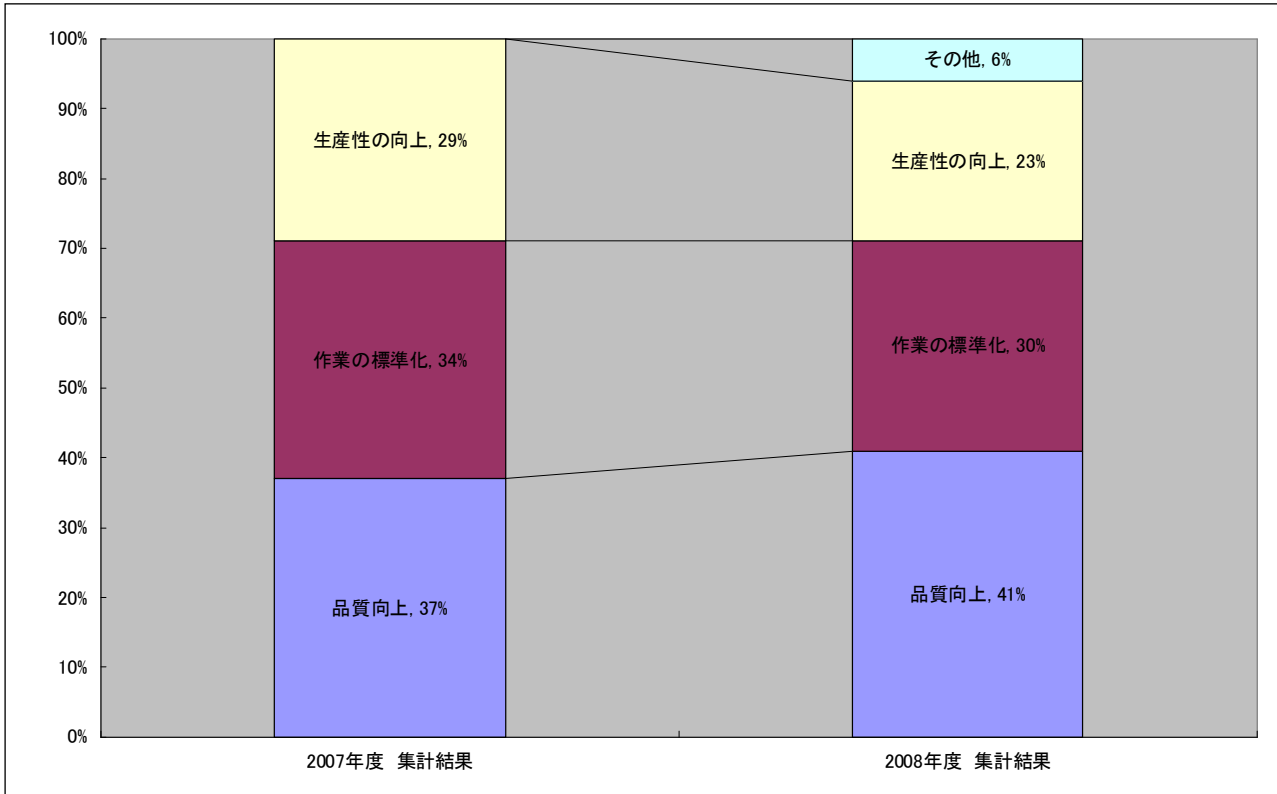 100%
90%
80%
70%
60%
50%
40%
30%
20%
10%
0%
生産性の向上, 29%
作業の標準化, 34%
品質向上, 37%
その他, 6%
生産性の向上, 23%
作業の標準化, 30%
品質向上, 41%
2007年度 集計結果
2008年度 集計結果